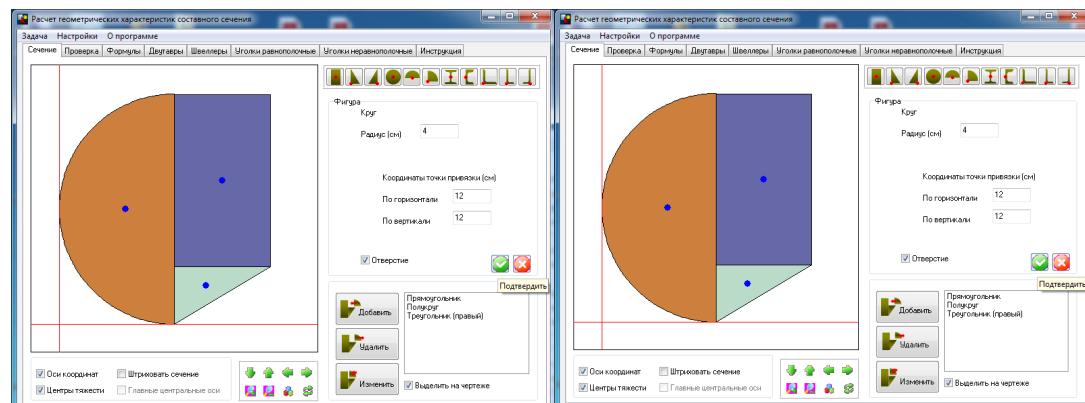 Расчет геометрических характеристик составного сечения
Задача Настройки О программе
Сечение Проверка Формулы Двутавры Швеллеры Уголки равнополочные Уголки неравнополочные Инструкция
Фигура
Круг
Радиус (см) 4
Координаты точки привязки (см)
По горизонтали 12
По вертикали 12
Отверстие
Подтвердить
Добавить
Удалить
Изменить
Прямоугольник
Полукруг
Треугольник (правый)
Выделить на чертеже
Оси координат Штриховать сечение
Центры тяжести Главные центральные оси
Расчет геометрических характеристик составного сечения
Задача Настройки О программе
Сечение Проверка Формулы Двутавры Швеллеры Уголки равнополочные Уголки неравнополочные Инструкция
Фигура
Круг
Радиус (см) 4
Координаты точки привязки (см)
По горизонтали 12
По вертикали 12
Отверстие
Подтвердить
Добавить
Удалить
Изменить
Прямоугольник
Полукруг
Треугольник (правый)
Выделить на чертеже
Оси координат Штриховать сечение
Центры тяжести Главные центральные оси